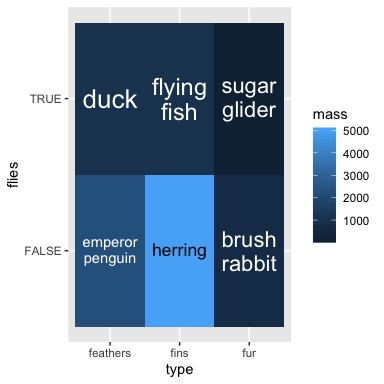 flies
TRUE
FALSE
duck
flying
fish
sugar
glider
emperor
penguin
herring
brush
rabbit
feathers
fins
fur
type
mass
5000
4000
3000
2000
1000